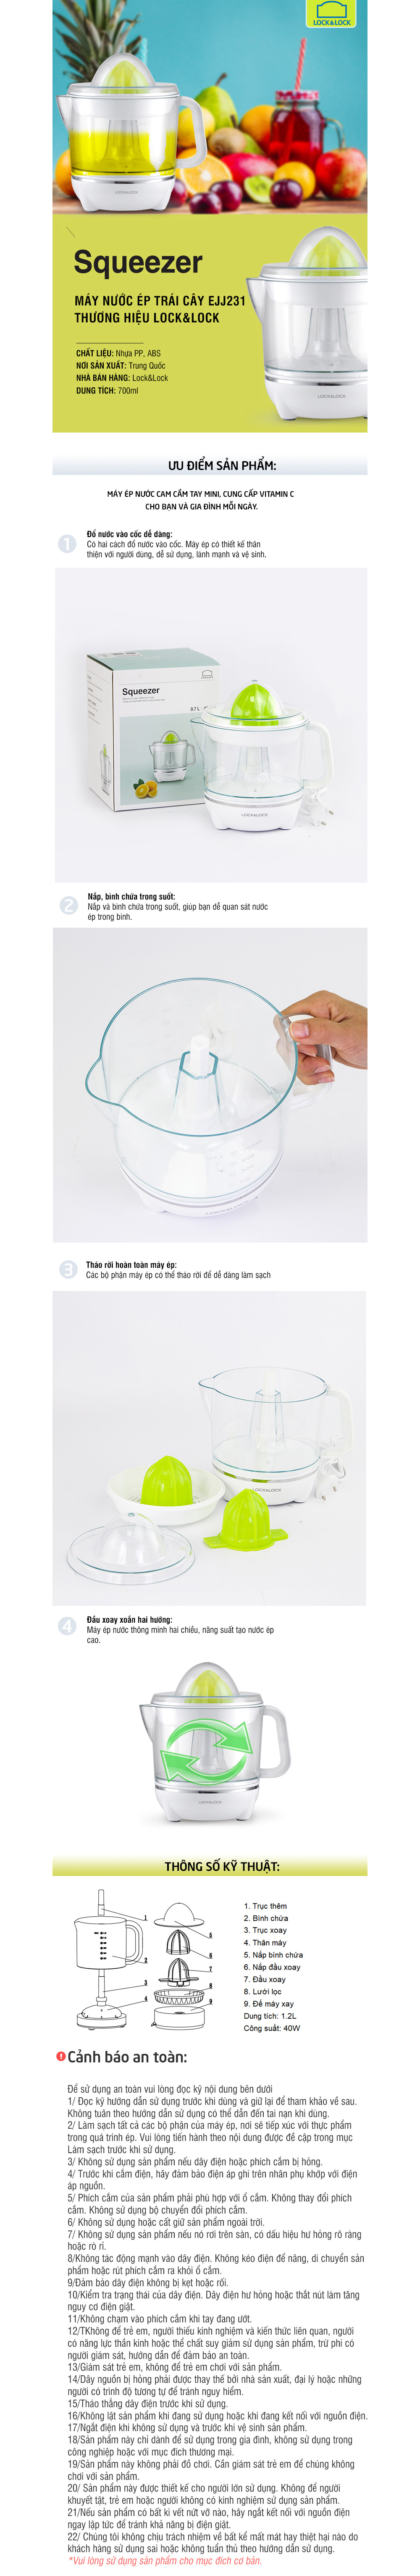 LOCK&LOCK
LOCK&LOCK
Squeezer
MÁY NƯỚC ÉP TRÁI CÂY EJJ231
THƯƠNG HIỆU LOCK&LOCK
CHẤT LIỆU: Nhựa PP, ABS
NƠI SẢN XUẤT: Trung Quốc
NHÀ BÁN HÀNG: Lock&Lock
DUNG TÍCH: 700ml
LOCK&LOCK
ƯU ĐIỂM SẢN PHẨM:
MÁY ÉP NƯỚC CAM CẦM TAY MINI, CUNG CẤP VITAMIN C
CHO BẠN VÀ GIA ĐÌNH MỖI NGÀY.
1
Đổ nước vào cốc dễ dàng:
Có hai cách đổ nước vào cốc. Máy ép có thiết kế thân
thiện với người dùng, dễ sử dụng, lành mạnh và vệ sinh.
Squeezer
0.7 L
LOCK&LOCK
2
Nắp, bình chứa trong suốt:
Nắp và bình chứa trong suốt, giúp bạn dễ quan sát nước
ép trong bình.
3
Tháo rời hoàn toàn máy ép:
Các bộ phận máy ép có thể tháo rời để dễ dàng làm sạch
LOCK&LOCK
4
Đầu xoay xoắn hai hướng:
Máy ép nước thông minh hai chiều, năng suất tạo nước ép
cao.
LOCK&LOCK
THÔNG SỐ KỸ THUẬT:
1
2
3
4
5
6
7
8
9
1. Trục thêm
2. Bình chứa
3. Trục xoay
4. Thân máy
5. Nắp bình chứa
6. Nắp đầu xoay
7. Đầu xoay
8. Lưới lọc
9. Đế máy xay
Dung tích: 1.2L
Công suất: 40W
Cảnh báo an toàn:
Để sử dụng an toàn vui lòng đọc kỹ nội dung bên dưới
1/ Đọc kỹ hướng dẫn sử dụng trước khi dùng và giữ lại để tham khảo về sau.
Không tuân theo hướng dẫn sử dụng có thể dẫn đến tai nạn khi dùng.
2/ Làm sạch tất cả các bộ phận của máy ép, nơi sẽ tiếp xúc với thực phẩm
trong quá trình ép. Vui lòng tiến hành theo nội dung được đề cập trong mục
Làm sạch trước khi sử dụng.
3/ Không sử dụng sản phẩm nếu dây điện hoặc phích cắm bị hỏng.
4/ Trước khi cắm điện, hãy đảm bảo điện áp ghi trên nhãn phụ khớp với điện
áp nguồn.
5/ Phích cắm của sản phẩm phải phù hợp với ổ cắm. Không thay đổi phích
cắm. Không sử dụng bộ chuyển đổi phích cắm.
6/ Không sử dụng hoặc cất giữ sản phẩm ngoài trời.
7/ Không sử dụng sản phẩm nếu nó rơi trên sàn, có dấu hiệu hư hỏng rõ ràng
hoặc rò rỉ.
8/Không tác động mạnh vào dây điện. Không kéo điện để nâng, di chuyển sản
phẩm hoặc rút phích cắm ra khỏi ổ cắm.
9/Đảm bảo dây điện không bị kẹt hoặc rối.
10/Kiểm tra trạng thái của dây điện. Dây điện hư hỏng hoặc thắt nút làm tăng
nguy cơ điện giật.
11/Không chạm vào phích cắm khi tay đang ướt.
12/TKhông để trẻ em, người thiếu kinh nghiệm và kiến thức liên quan, người
có năng lực thần kinh hoặc thể chất suy giảm sử dụng sản phẩm, trừ phi có
người giám sát, hướng dẫn để đảm bảo an toàn.
13/Giám sát trẻ em, không để trẻ em chơi với sản phẩm.
14/Dây nguồn bị hỏng phải được thay thế bởi nhà sản xuất, đại lý hoặc những
người có trình độ tương tự để tránh nguy hiểm.
15/Tháo thẳng dây điện trước khi sử dụng.
16/Không lật sản phẩm khi đang sử dụng hoặc khi đang kết nối với nguồn điện.
17/Ngắt điện khi không sử dụng và trước khi vệ sinh sản phẩm.
18/Sản phẩm này chỉ dành để sử dụng trong gia đình, không sử dụng trong
công nghiệp hoặc với mục đích thương mại.
19/Sản phẩm này không phải đồ chơi. Cần giám sát trẻ em để chúng không
chơi với sản phẩm.
20/ Sản phẩm này được thiết kế cho người lớn sử dụng. Không để người
khuyết tật, trẻ em hoặc người không có kinh nghiệm sử dụng sản phẩm.
21/Nếu sản phẩm có bất kì vết nứt vỡ nào, hãy ngắt kết nối với nguồn điện
ngay lập tức để tránh khả năng bị điện giật.
22/ Chúng tôi không chịu trách nhiệm về bất kể mất mát hay thiệt hại nào do
khách hàng sử dụng sai hoặc không tuân thủ theo hướng dẫn sử dụng.
*Vui lòng sử dụng sản phẩm cho mục đích cơ bản.